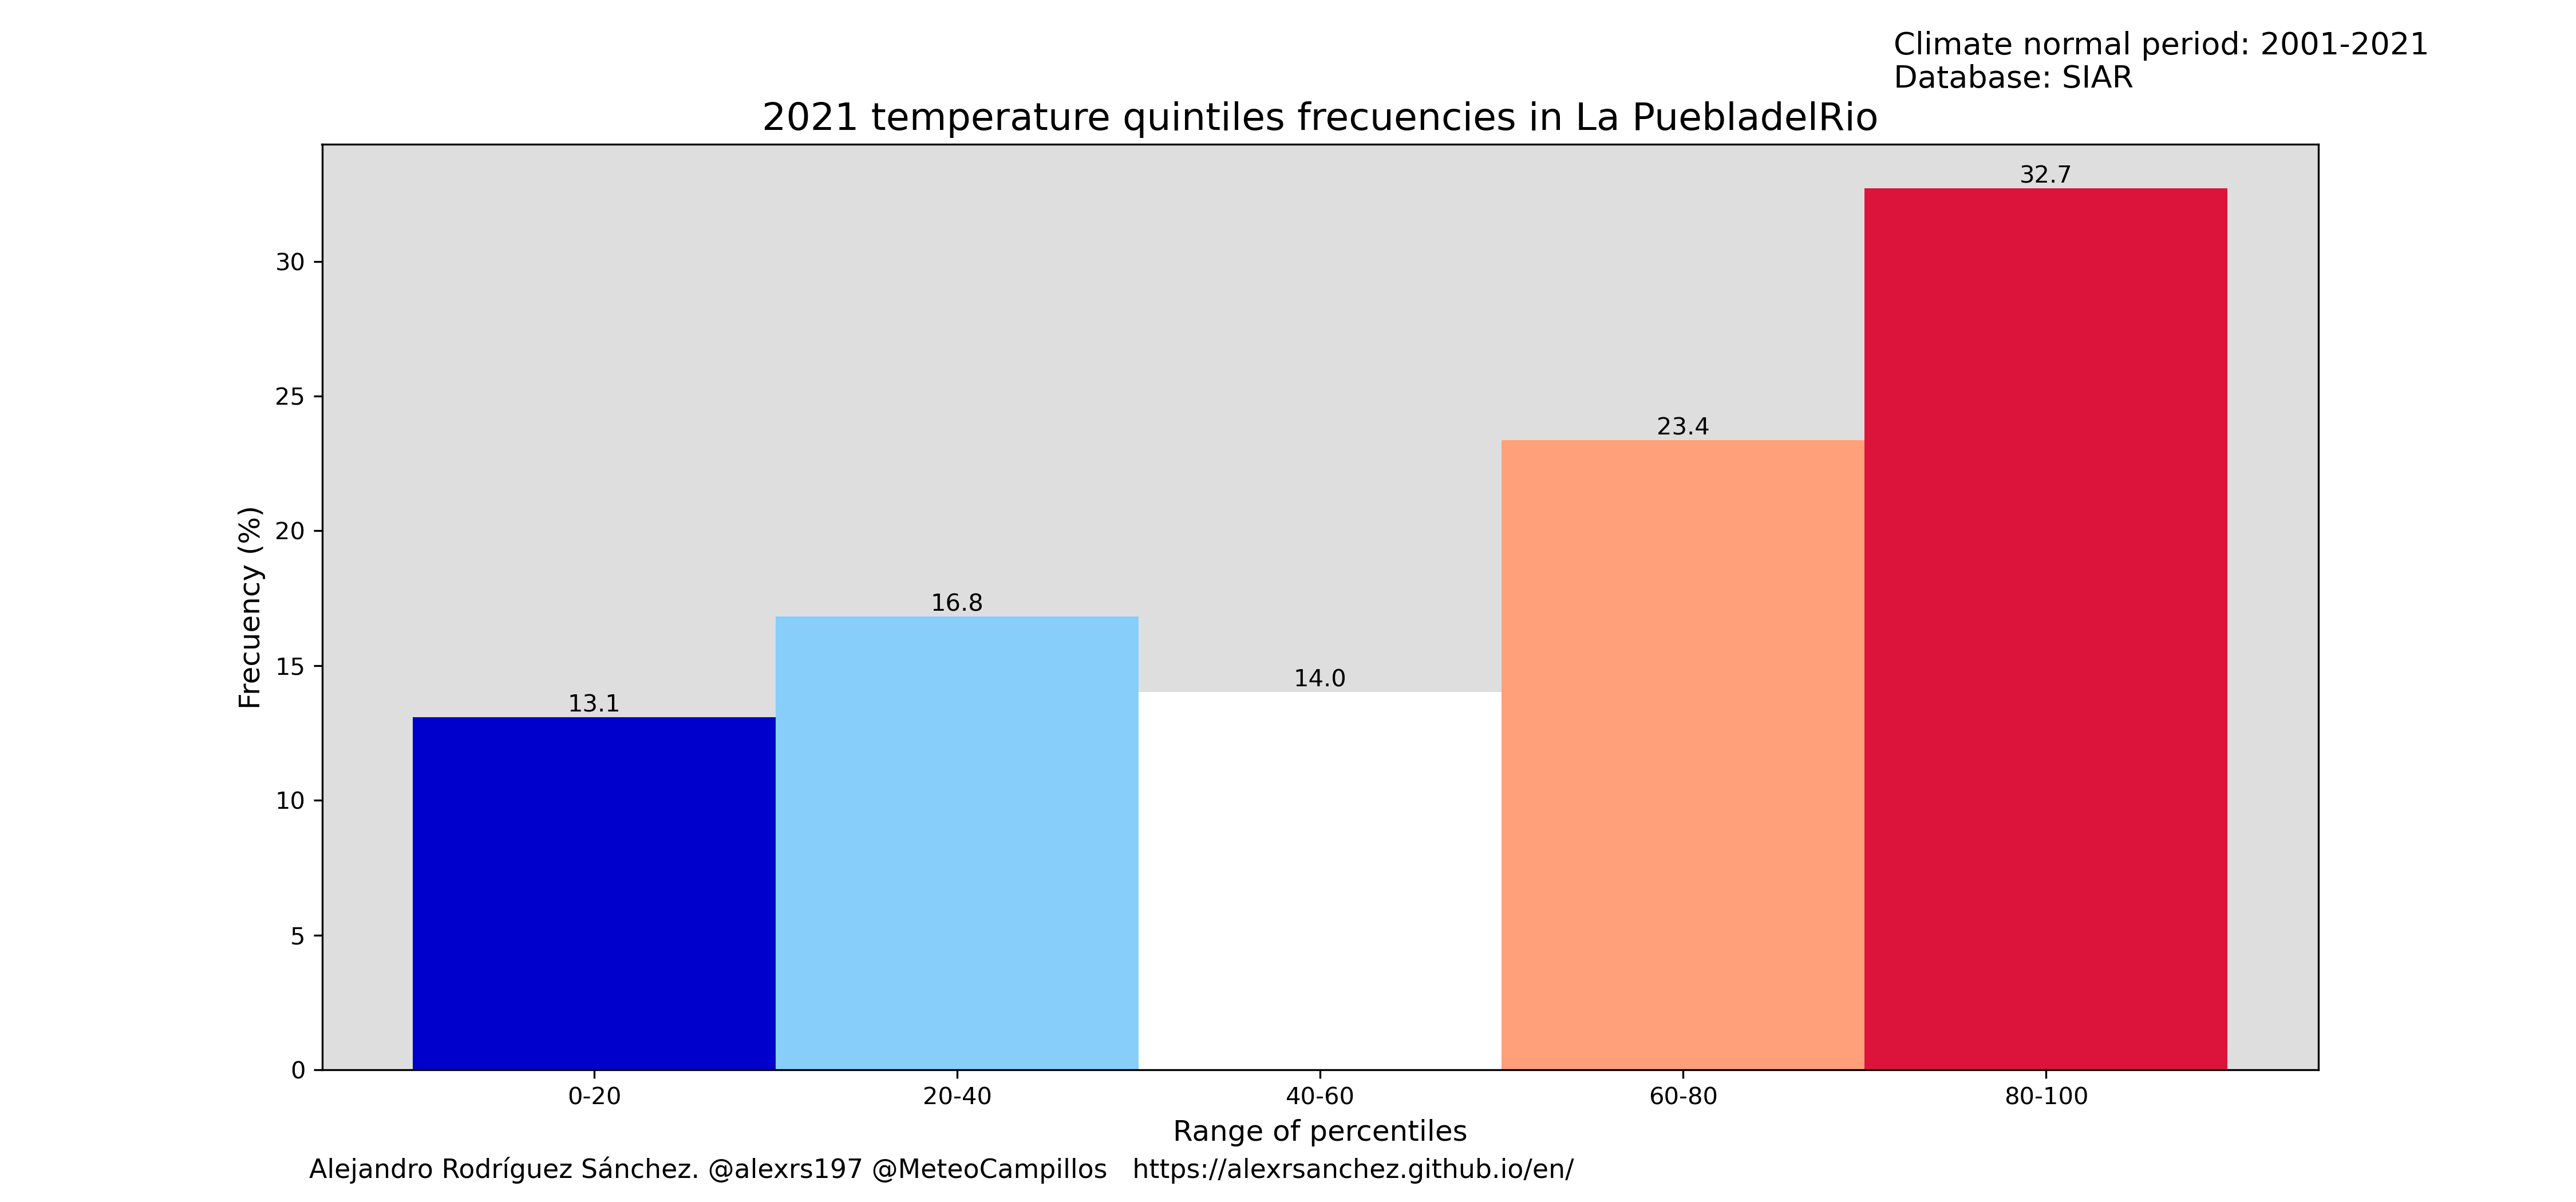 Climate normal period: 2001-2021
Database: SIAR
2021 temperature quintiles frecuencies in La PuebladelRio
32.7
30
25
23.4
Frecuency (%)
20
16.8
15
14.0
13.1
10
5
0
0-20 20-40 40-60 60-80 80-100
Range of percentiles
Alejandro Rodríguez Sánchez. @alexrs197 @MeteoCampillos https://alexrsanchez.github.io/en/